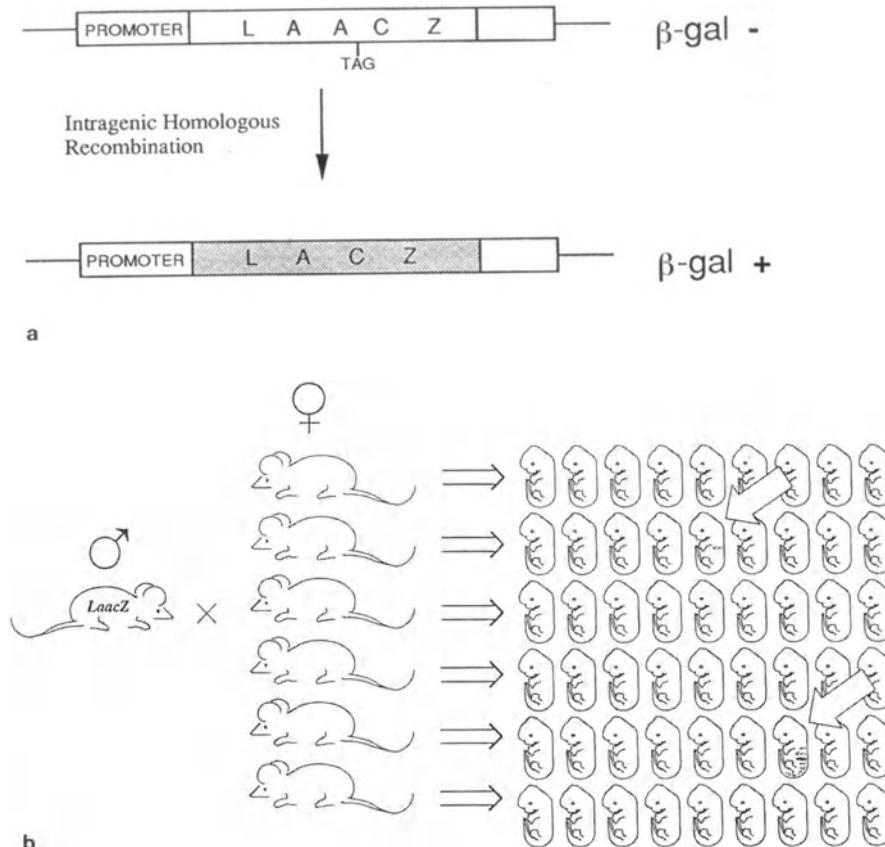 PROMOTER L A A C Z β-gal -
TAG
Intragenic Homologous
Recombination
PROMOTER L A C Z β-gal +
a
♀
♂
LaacZ ×
b